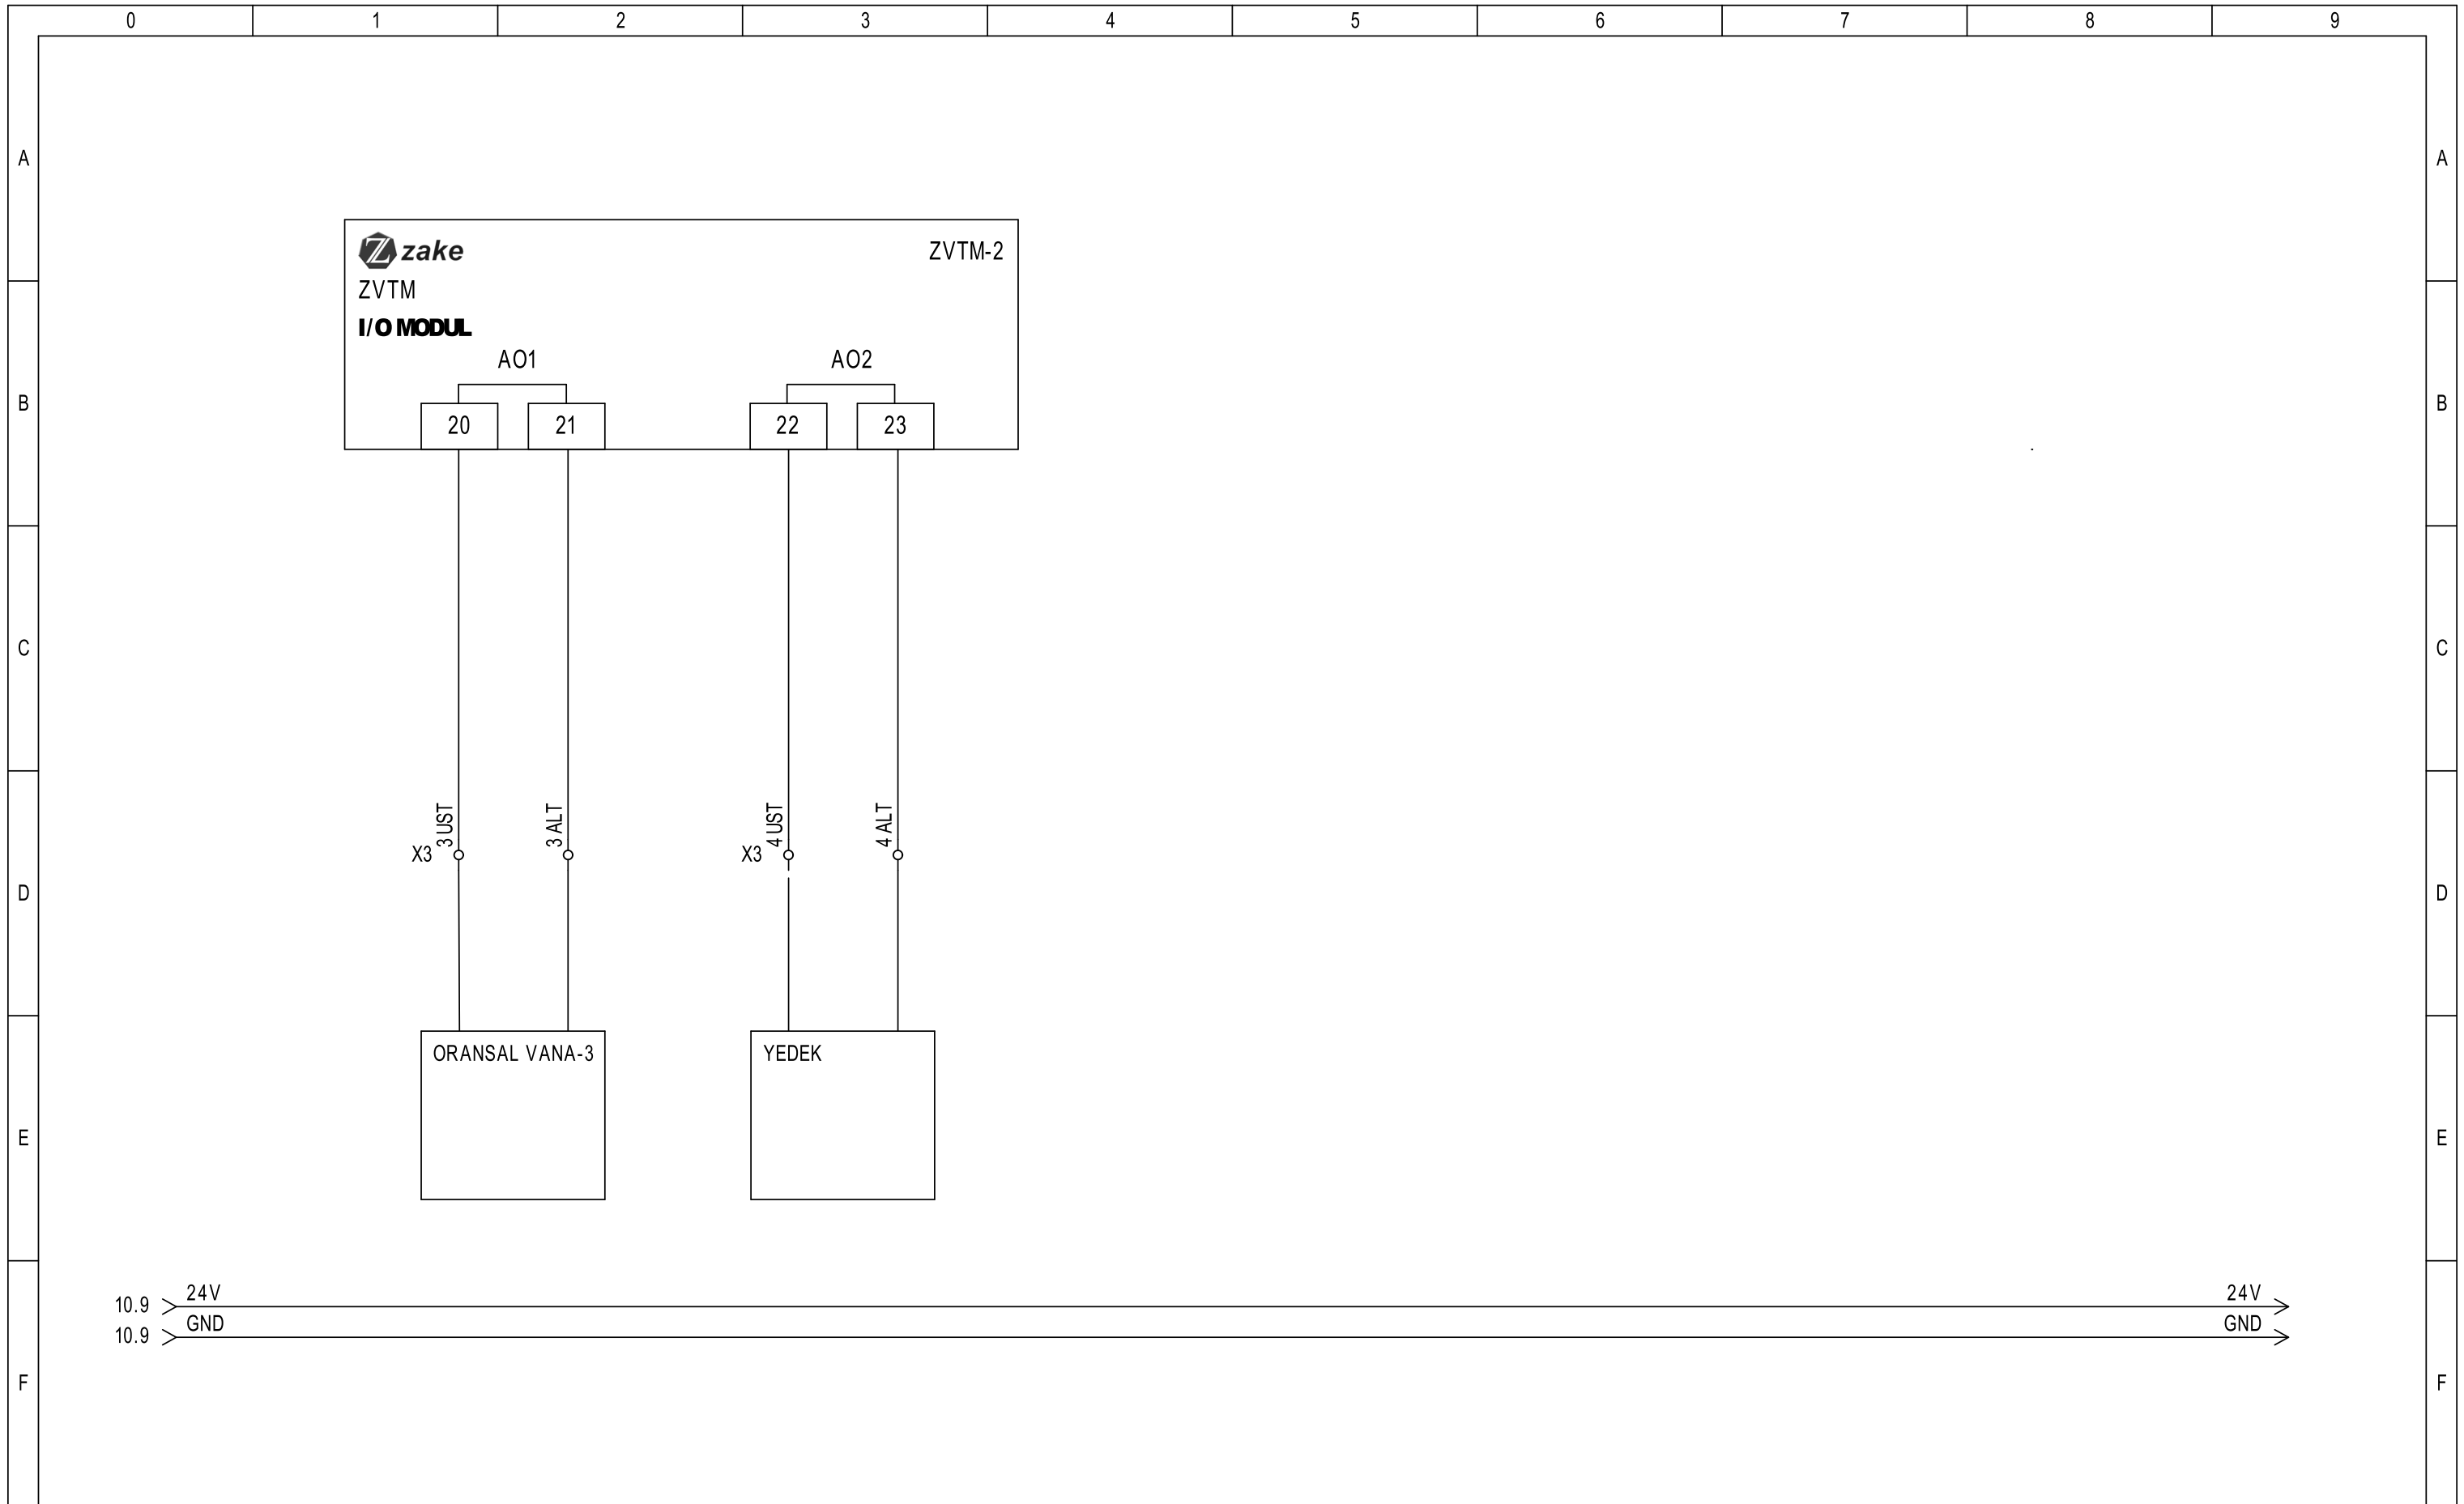 0 1 2 3 4 5 6 7 8 9
A A
zake ZVTM-2
ZVTM
I/O MODUL
AO1 AO2
B B
20 21 22 23
C C
3 UST 3 ALT 4 UST 4 ALT
X3 X3
D D
ORANSAL VANA-3 YEDEK
E E
24V 24V
10.9
GND GND
10.9
F F